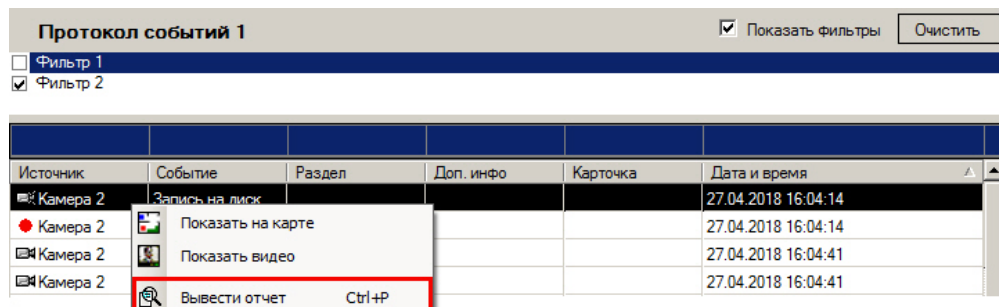 Протокол событий 1 Показать фильтры Очистить
Фильтр 1
Фильтр 2
Источник Событие Раздел Доп. инфо Карточка Дата и время
Камера 2 Запись на диск 27.04.2018 16:04:14
Камера 2 Показать на карте 27.04.2018 16:04:14
Камера 2 Показать видео 27.04.2018 16:04:41
Камера 2 27.04.2018 16:04:41
Вывести отчет Ctrl+P